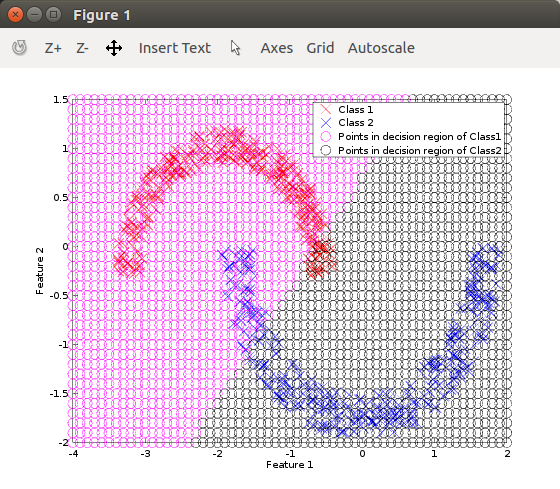 Figure 1
Z+ Z- Insert Text Axes Grid Autoscale
1.5
1
0.5
0
-0.5
-1
-1.5
-2
-4 -3 -2 -1 0 1 2
Feature 1
Feature 2
Class 1
Class 2
Points in decision region of Class1
Points in decision region of Class2